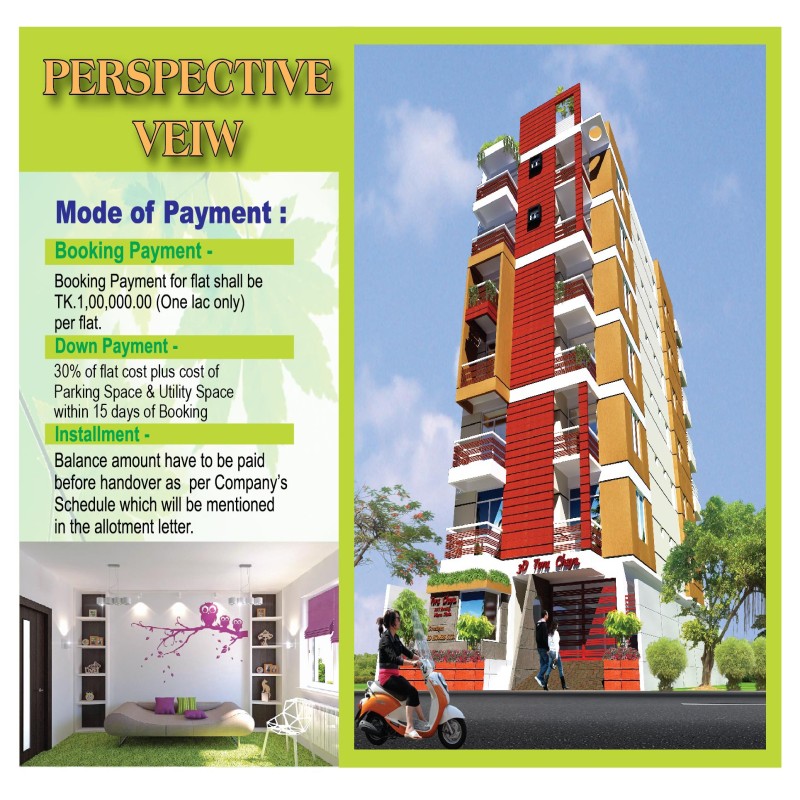 PERSPECTIVE
VEIW
Mode of Payment :
Booking Payment -
Booking Payment for flat shall be
TK.1,00,000.00 (One lac only)
per flat.
Down Payment -
30% of flat cost plus cost of
Parking Space & Utility Space
within 15 days of Booking
Installment -
Balance amount have to be paid
before handover as per Company's
Schedule which will be mentioned
in the allotment letter.